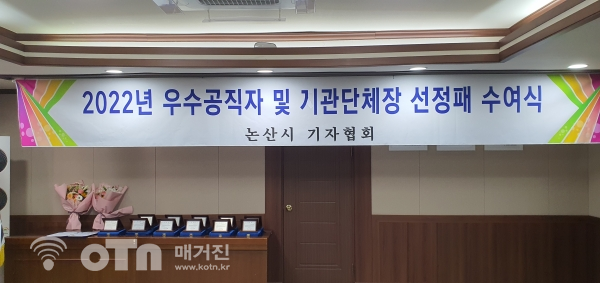 2022년 우수공직자 및 기관단체장 선정패 수여식
논산시 기자협회
OTN 매거진
www.kotn.kr